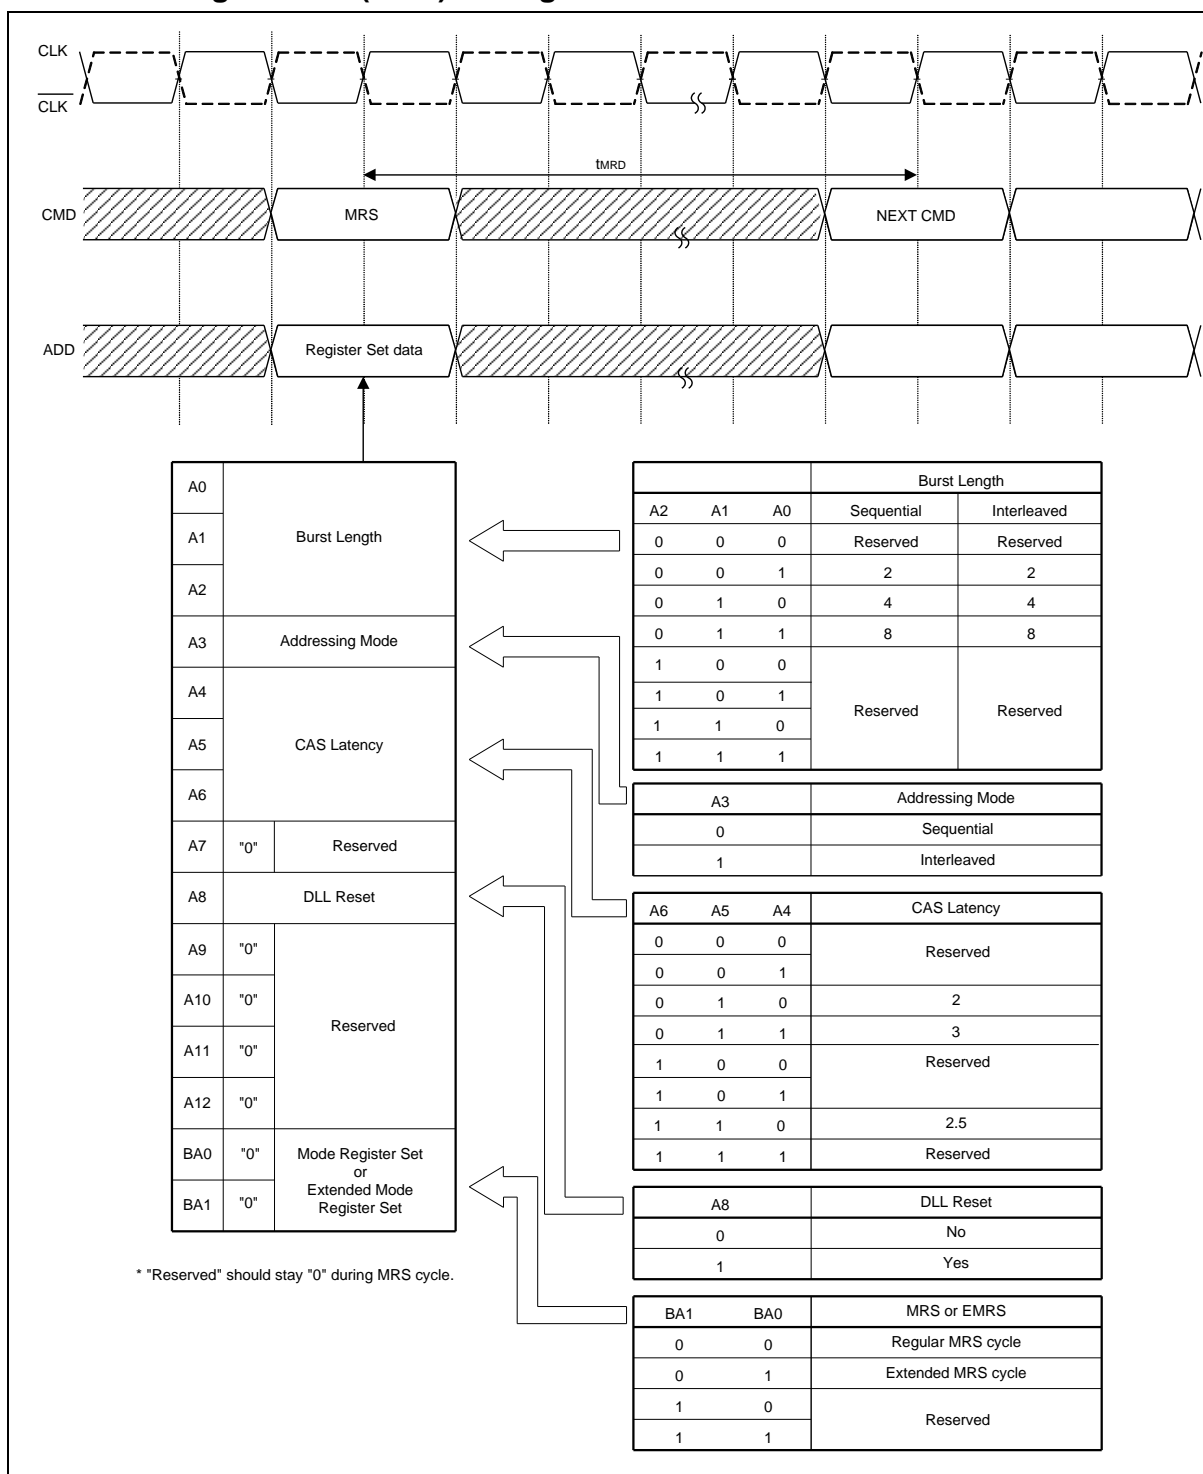 CLK
CLK
tMRD
CMD
MRS
NEXT CMD
ADD
Register Set data
A0
A1
Burst Length
A2
A3
Addressing Mode
A4
A5
CAS Latency
A6
A7 "0" Reserved
A8 DLL Reset
A9 "0"
A10 "0"
Reserved
A11 "0"
A12 "0"
BA0 "0"
BA1 "0"
Mode Register Set
or
Extended Mode
Register Set
* "Reserved" should stay "0" during MRS cycle.
Burst Length
A2 A1 A0 Sequential Interleaved
0 0 0 Reserved Reserved
0 0 1 2 2
0 1 0 4 4
0 1 1 8 8
1 0 0
1 0 1
Reserved Reserved
1 1 0
1 1 1
A3 Addressing Mode
0 Sequential
1 Interleaved
A6 A5 A4 CAS Latency
0 0 0
Reserved
0 0 1
0 1 0 2
0 1 1 3
1 0 0 Reserved
1 0 1
1 1 0 2.5
1 1 1 Reserved
A8 DLL Reset
0 No
1 Yes
BA1 BA0 MRS or EMRS
0 0 Regular MRS cycle
0 1 Extended MRS cycle
1 0
Reserved
1 1